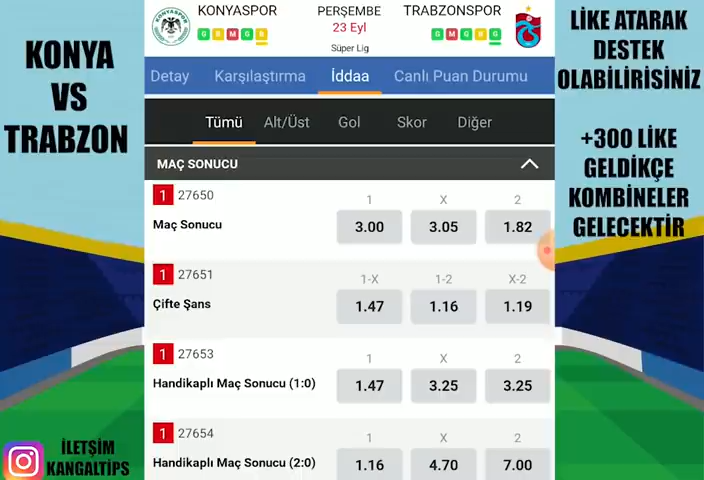 KONYA
VS
TRABZON
KONYASPOR
G B M G B
PERŞEMBE
23 Eyl
Süper Lig
TRABZONSPOR
G M G G
Detay Karşılaştırma İddaa Canlı Puan Durumu
Tümü Alt/Üst Gol Skor Diğer
MAÇ SONUCU
1 27650
Maç Sonucu
1 X 2
3.00 3.05 1.82
1 27651
Çifte Şans
1-X 1-2 X-2
1.47 1.16 1.19
1 27653
Handikaplı Maç Sonucu (1:0)
1 X 2
1.47 3.25 3.25
1 27654
Handikaplı Maç Sonucu (2:0)
1 X 2
1.16 4.70 7.00
LİKE ATARAK
DESTEK
OLABİLİRİSİNİZ
+300 LİKE
GELDİKÇE
KOMBİNELER
GELECEKTİR
İLETŞİM
KANGALTİPS